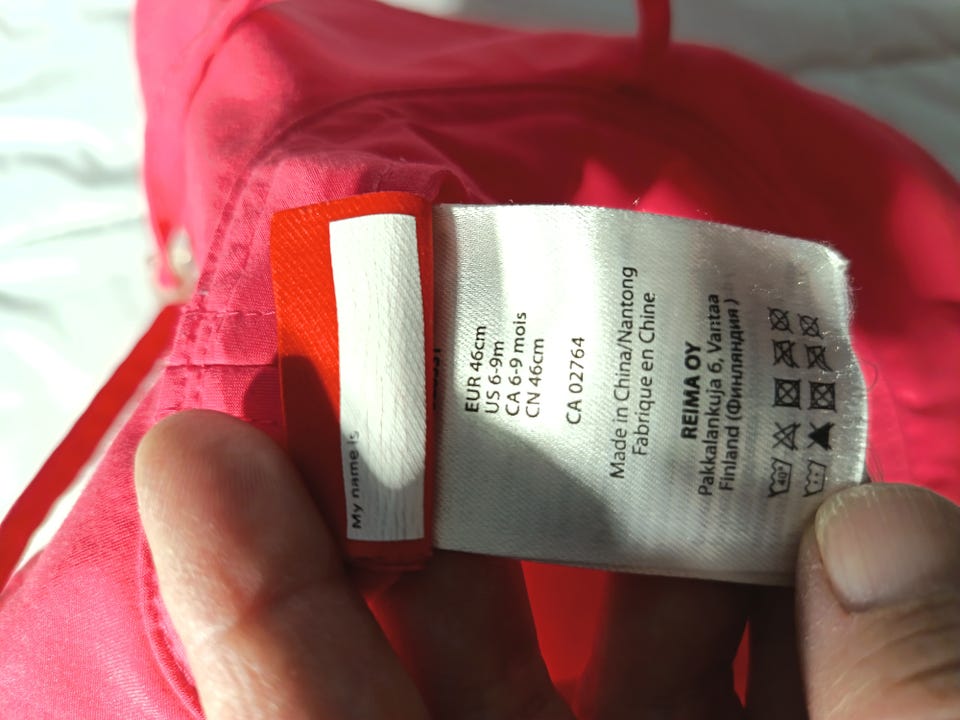 My name is
EUR 46cm
US 6-9m
CA 6-9 mois
CN 46cm
CA 02764
Made in China/Nantong
Fabrique en Chine
REIMA OY
Pakkalankuja 6, Vantaa
Finland (Финляндия)
40°